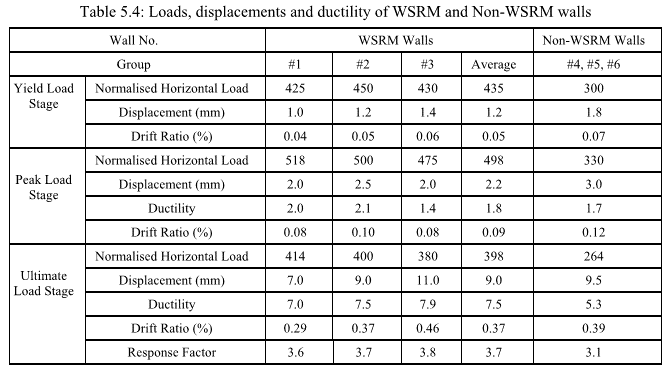 Table 5.4: Loads, displacements and ductility of WSRM and Non-WSRM walls
Wall No. WSRM Walls Non-WSRM Walls
Group #1 #2 #3 Average #4, #5, #6
Yield Load Stage
Normalised Horizontal Load 425 450 430 435 300
Displacement (mm) 1.0 1.2 1.4 1.2 1.8
Drift Ratio (%) 0.04 0.05 0.06 0.05 0.07
Peak Load Stage
Normalised Horizontal Load 518 500 475 498 330
Displacement (mm) 2.0 2.5 2.0 2.2 3.0
Ductility 2.0 2.1 1.4 1.8 1.7
Drift Ratio (%) 0.08 0.10 0.08 0.09 0.12
Ultimate Load Stage
Normalised Horizontal Load 414 400 380 398 264
Displacement (mm) 7.0 9.0 11.0 9.0 9.5
Ductility 7.0 7.5 7.9 7.5 5.3
Drift Ratio (%) 0.29 0.37 0.46 0.37 0.39
Response Factor 3.6 3.7 3.8 3.7 3.1